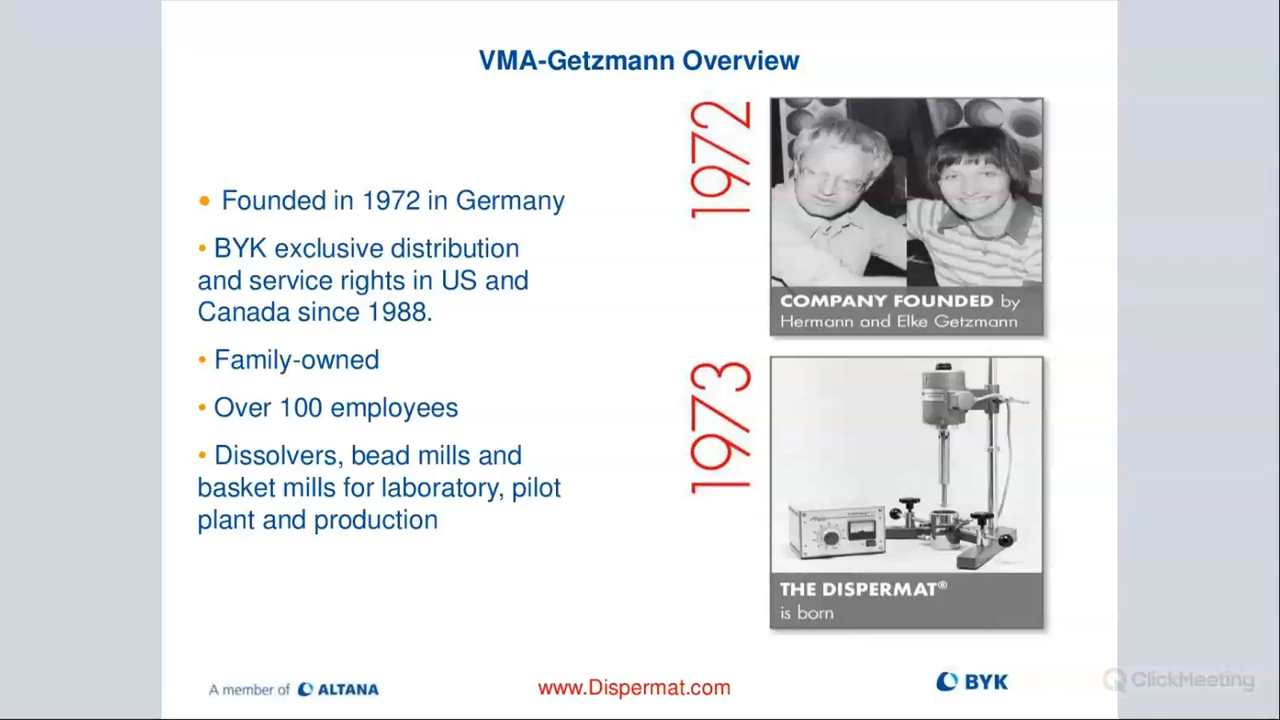 VMA-Getzmann Overview
• Founded in 1972 in Germany
• BYK exclusive distribution
and service rights in US and
Canada since 1988.
• Family-owned
• Over 100 employees
• Dissolvers, bead mills and
basket mills for laboratory, pilot
plant and production
1972
COMPANY FOUNDED by
Hermann and Elke Getzmann
1973
THE DISPERMAT®
is born
A member of ALTANA
www.Dispermat.com
BYK
ClickMeeting